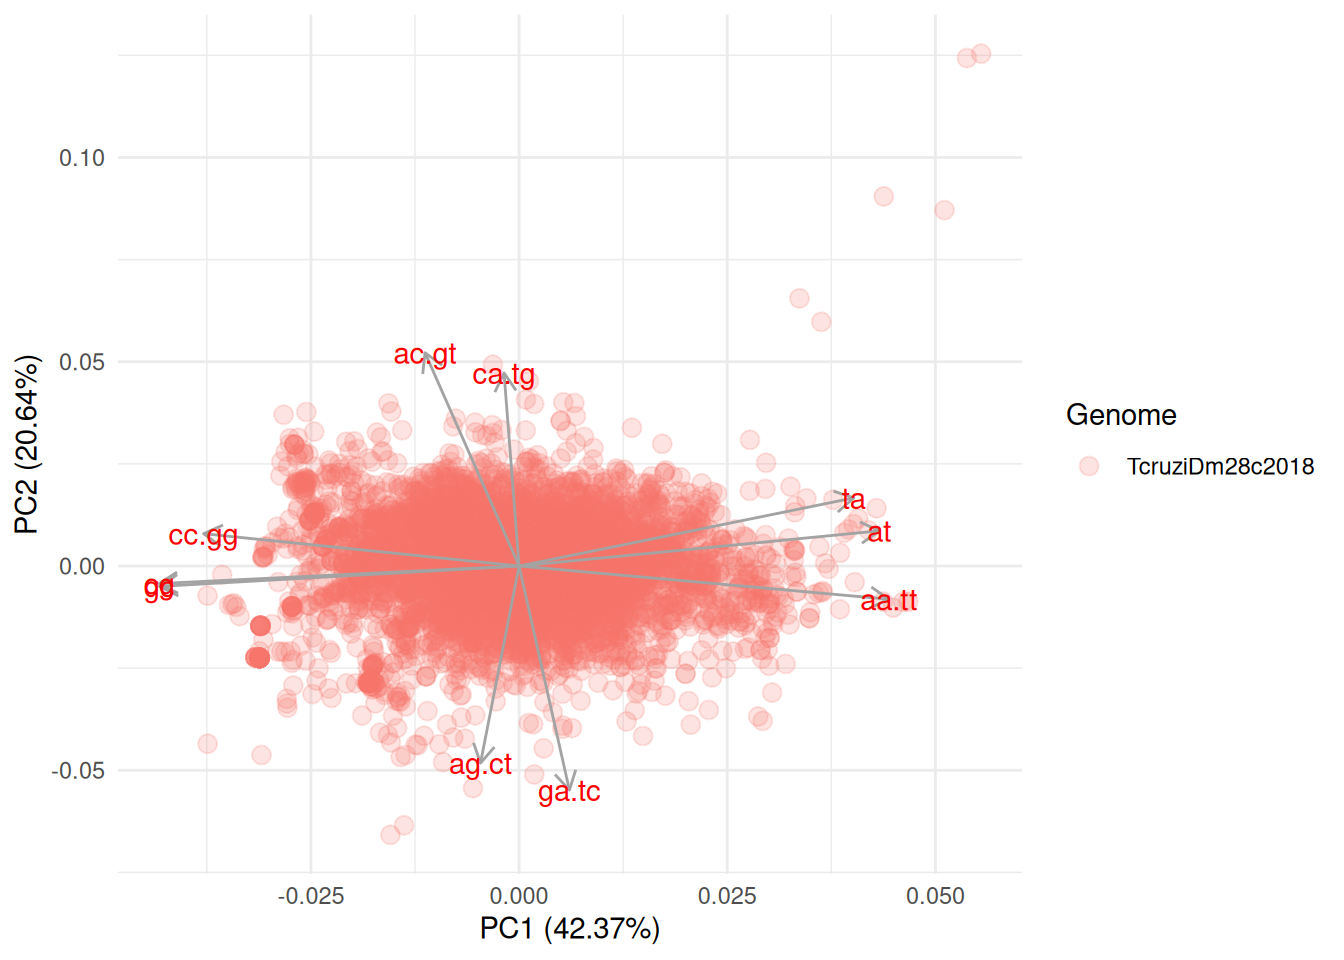 0.10
0.05
0.00
-0.05
PC2 (20.64%)
ac.gt
ca.tg
ta
at
aa.tt
cc.gg
ag.ct
ga.tc
-0.025
0.000
0.025
0.050
PC1 (42.37%)
Genome
TcruziDm28c2018